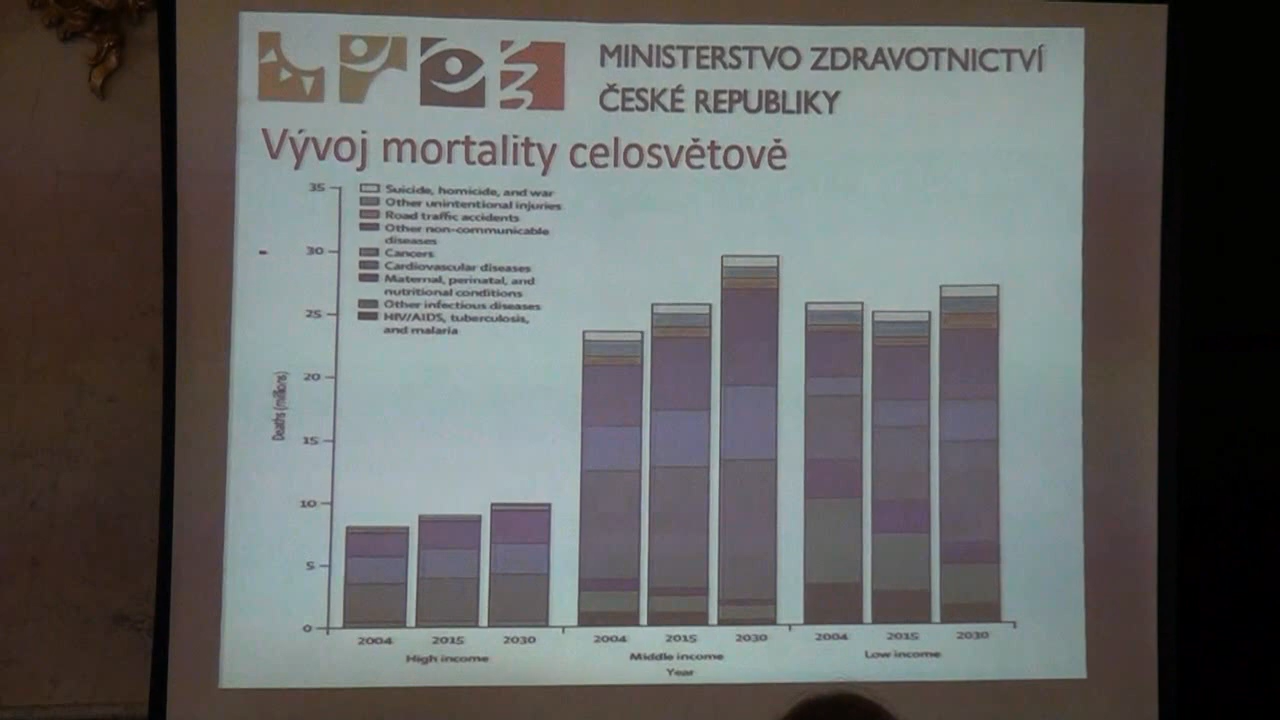 MINISTERSTVO ZDRAVOTNICTVÍ
ČESKÉ REPUBLIKY
Vývoj mortality celosvětově
35
30
25
20
15
10
5
0
Deaths (millions)
Suicide, homicide, and war
Other unintentional injuries
Road traffic accidents
Other non-communicable
diseases
Cancers
Cardiovascular diseases
Maternal, perinatal, and
nutritional conditions
Other infectious diseases
HIV/AIDS, tuberculosis,
and malaria
2004 2015 2030 2004 2015 2030 2004 2015 2030
High income Middle income Low income
Year